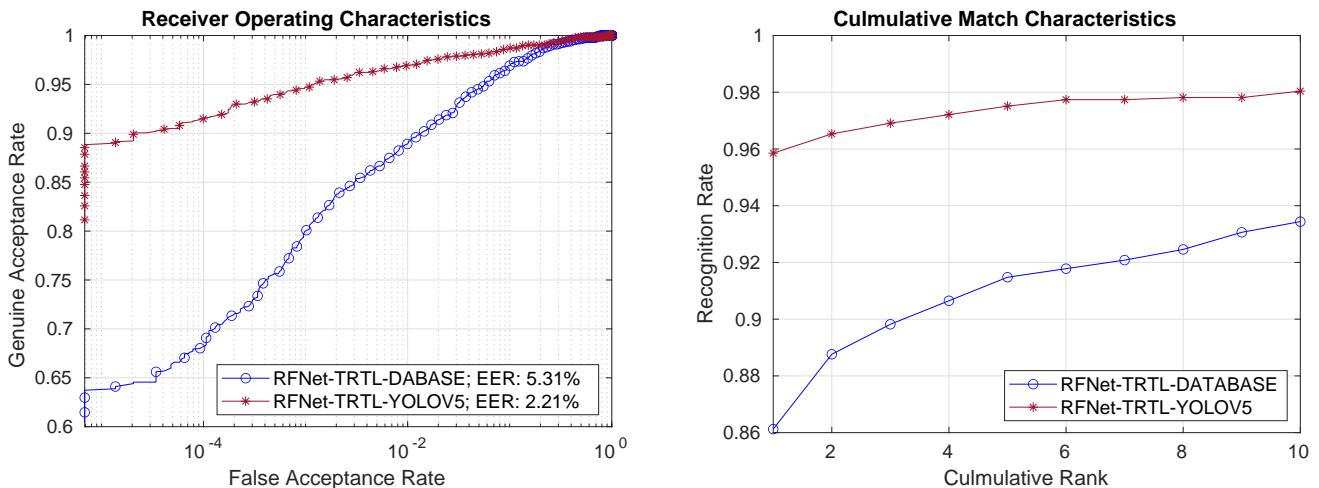 Receiver Operating Characteristics
1
0.95
0.9
0.85
0.8
0.75
0.7
0.65
0.6
Genuine Acceptance Rate
RFNet-TRTL-DABASE; EER: 5.31%
RFNet-TRTL-YOLOV5; EER: 2.21%
10^-4
10^-2
10^0
False Acceptance Rate
Culmulative Match Characteristics
1
0.98
0.96
0.94
0.92
0.9
0.88
0.86
Recognition Rate
RFNet-TRTL-DATABASE
RFNet-TRTL-YOLOV5
2
4
6
8
10
Culmulative Rank